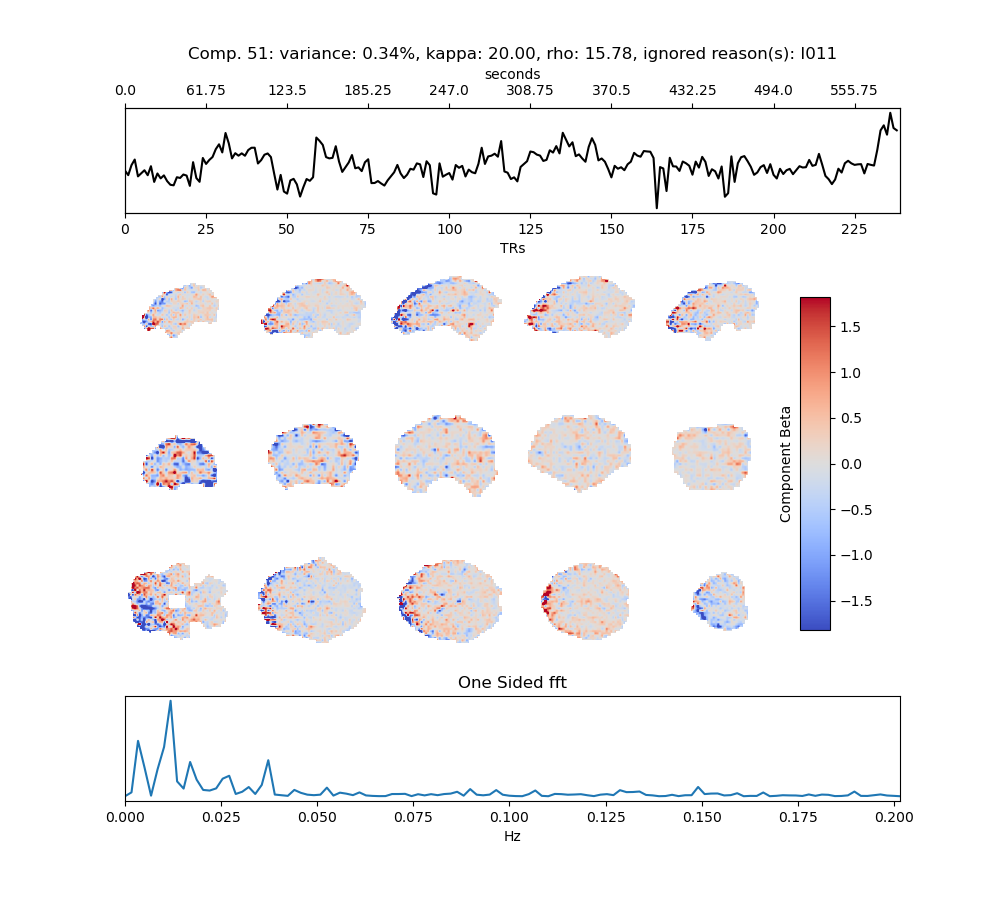 Comp. 51: variance: 0.34%, kappa: 20.00, rho: 15.78, ignored reason(s): I011
seconds
0.0 61.75 123.5 185.25 247.0 308.75 370.5 432.25 494.0 555.75
0 25 50 75 100 125 150 175 200 225
TRs
1.5
1.0
0.5
0.0
−0.5
−1.0
−1.5
Component Beta
One Sided fft
0.000 0.025 0.050 0.075 0.100 0.125 0.150 0.175 0.200
Hz